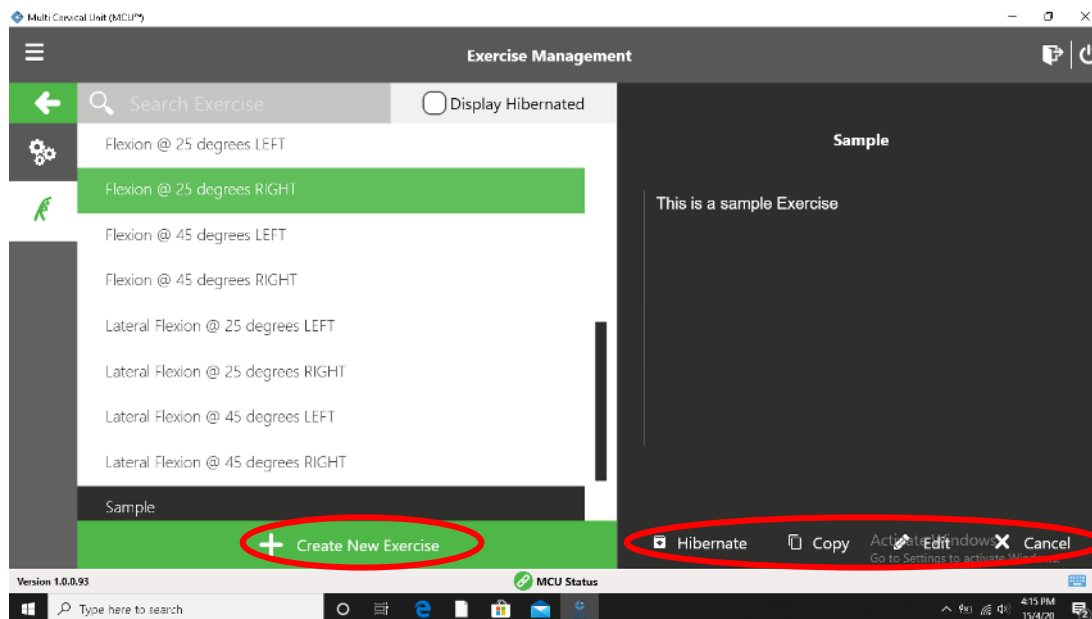 Multi Cervical Unit (MCU™)
Exercise Management
Search Exercise
Display Hibernated
Flexion @ 25 degrees LEFT
Flexion @ 25 degrees RIGHT
Flexion @ 45 degrees LEFT
Flexion @ 45 degrees RIGHT
Lateral Flexion @ 25 degrees LEFT
Lateral Flexion @ 25 degrees RIGHT
Lateral Flexion @ 45 degrees LEFT
Lateral Flexion @ 45 degrees RIGHT
Sample
Create New Exercise
Sample
This is a sample Exercise
Activate Windows
Go to Settings to activate Windows.
Hibernate Copy Edit Cancel
Version 1.0.0.93 MCU Status
Type here to search
4:15 PM
15/4/20